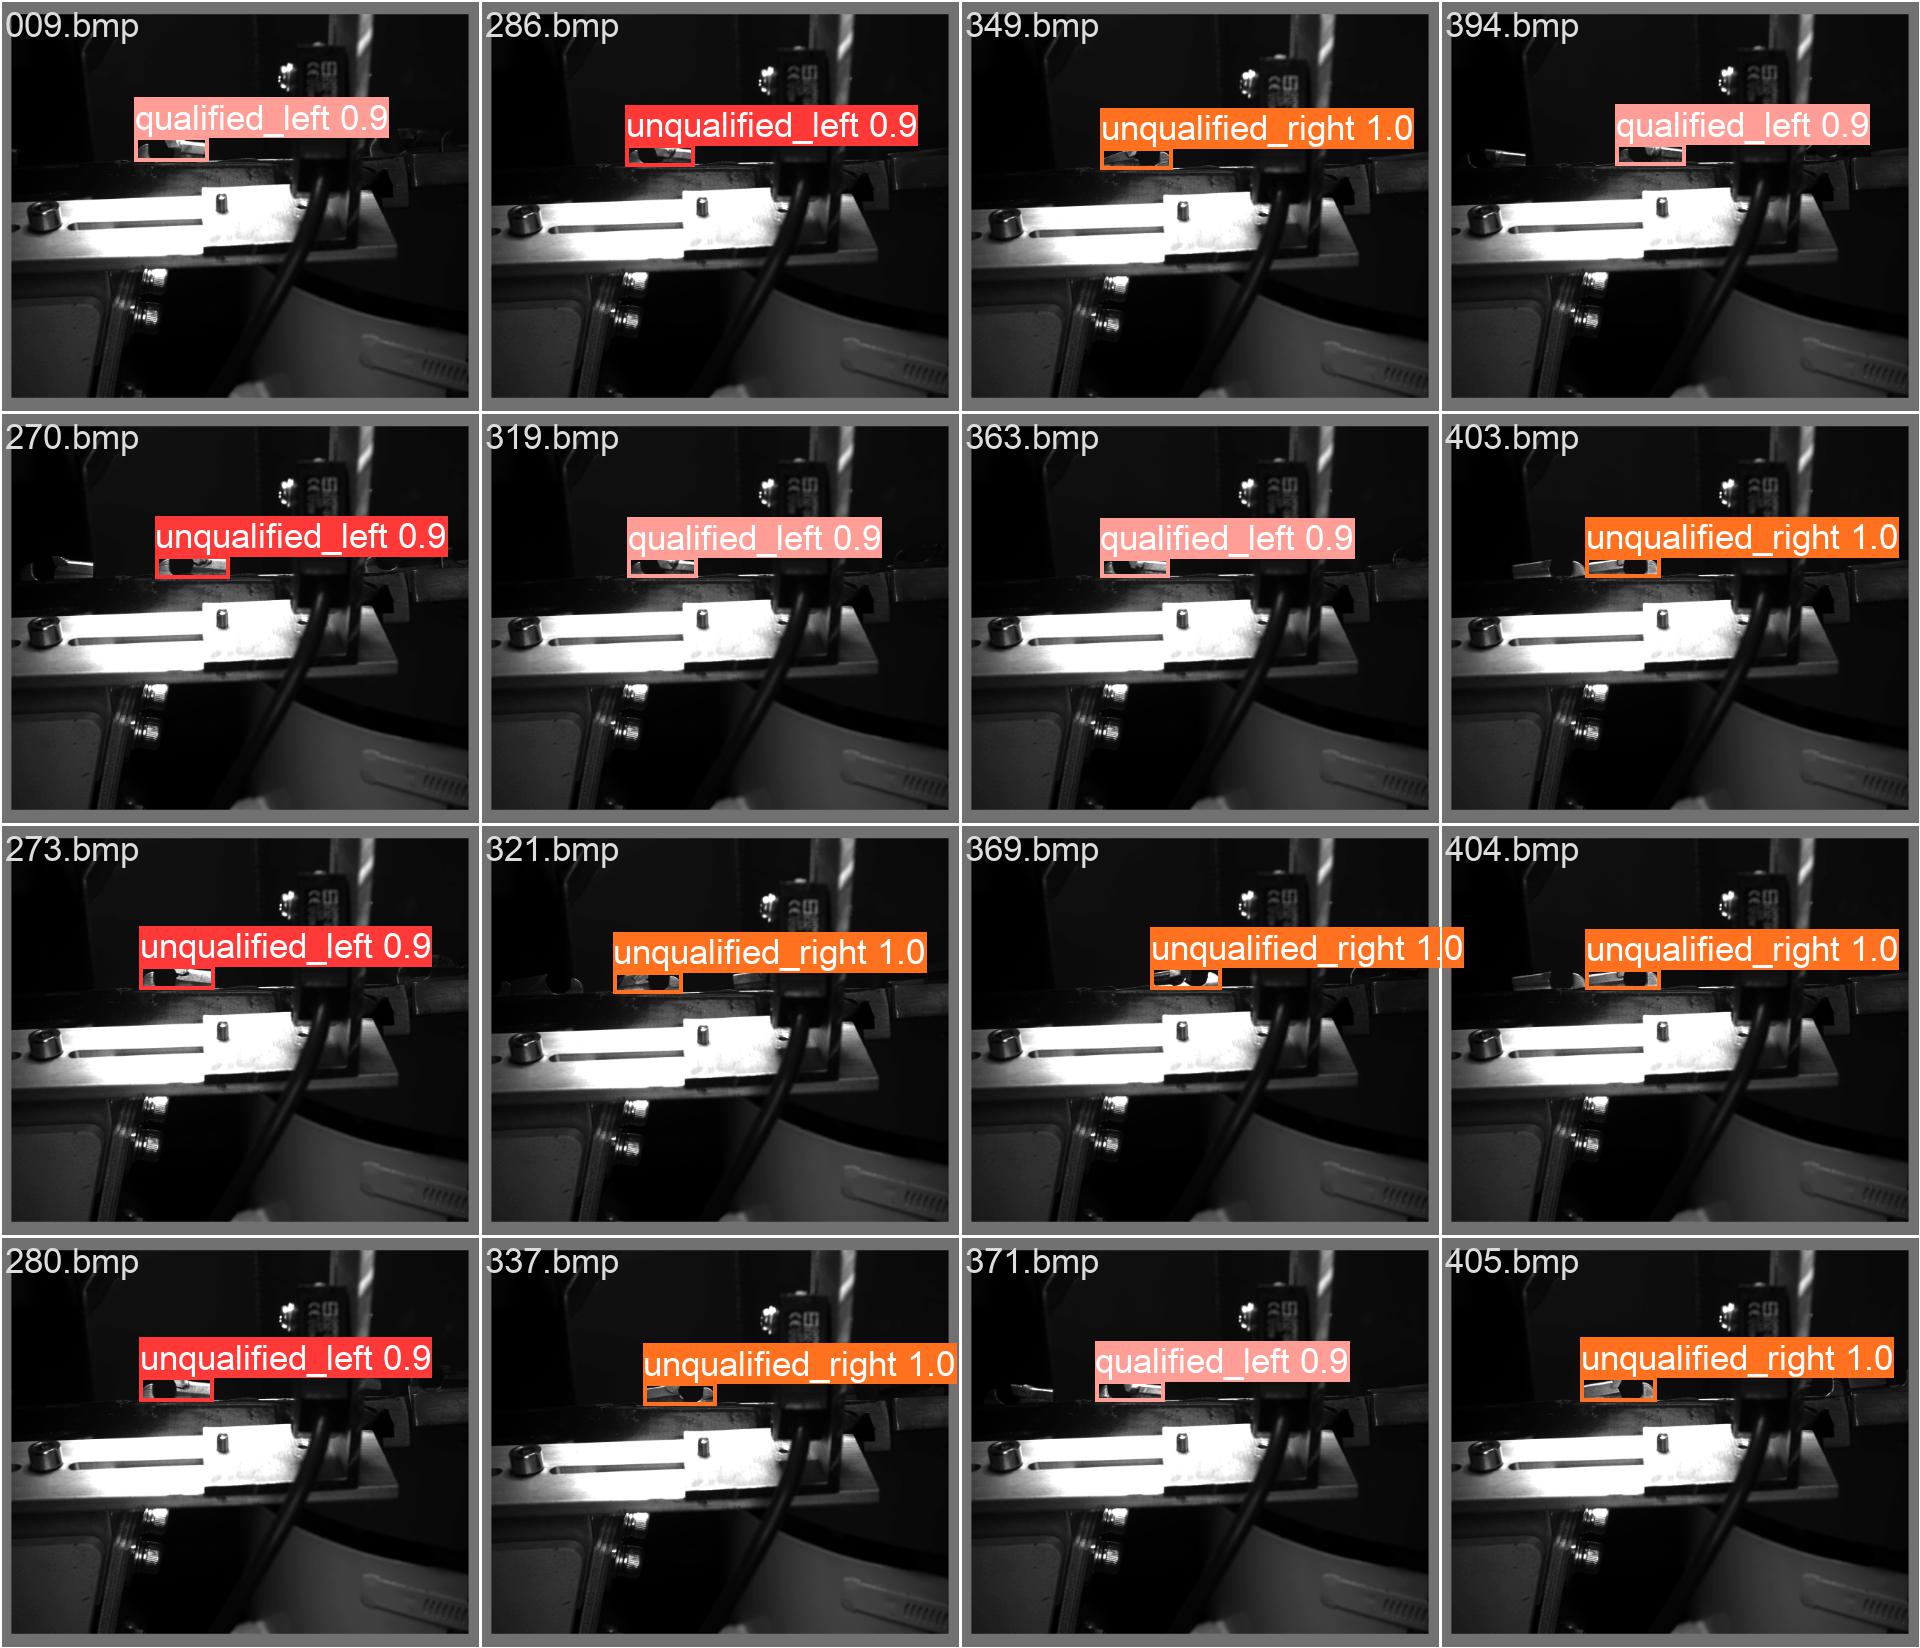 009.bmp
qualified_left 0.9
286.bmp
unqualified_left 0.9
349.bmp
unqualified_right 1.0
394.bmp
qualified_left 0.9
270.bmp
unqualified_left 0.9
319.bmp
qualified_left 0.9
363.bmp
qualified_left 0.9
403.bmp
unqualified_right 1.0
273.bmp
unqualified_left 0.9
321.bmp
unqualified_right 1.0
369.bmp
unqualified_right 1.0
404.bmp
unqualified_right 1.0
280.bmp
unqualified_left 0.9
337.bmp
unqualified_right 1.0
371.bmp
qualified_left 0.9
405.bmp
unqualified_right 1.0